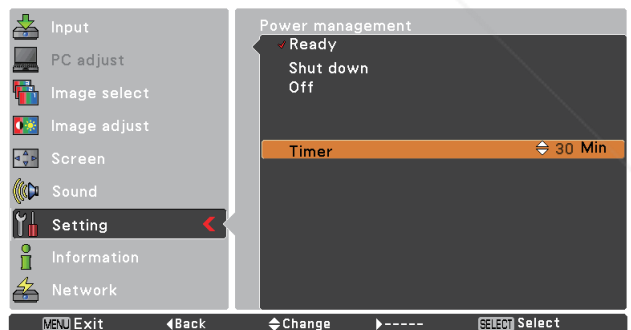 Input
PC adjust
Image select
Image adjust
Screen
Sound
Setting
Information
Network
Power management
Ready
Shut down
Off
Timer 30 Min
MENU Exit Back Change ----- SELECT Select